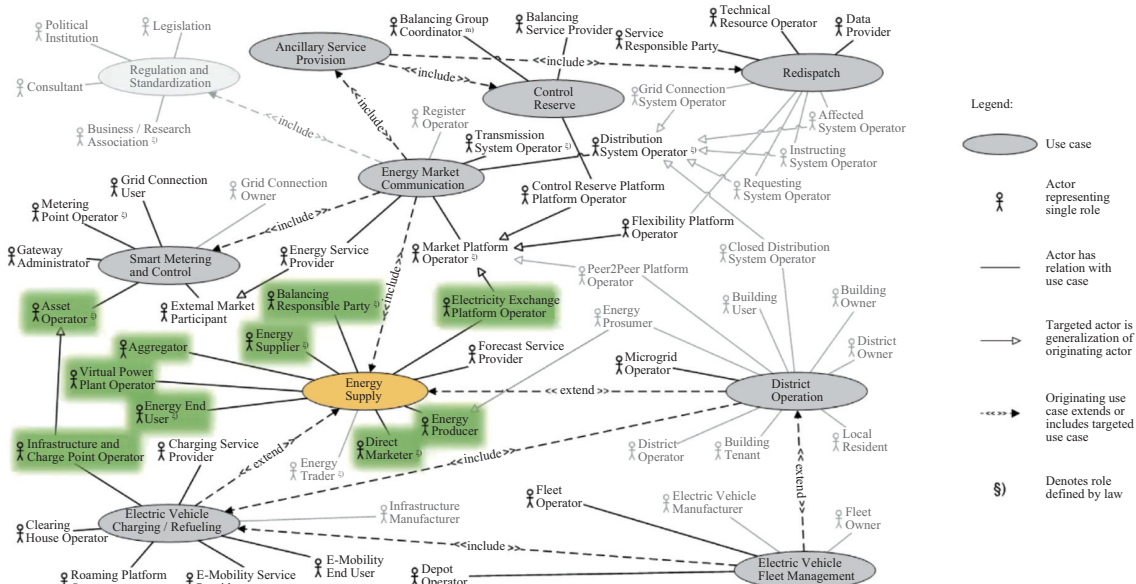 Political
Institution
Legislation
Regulation and
Standardization
Consultant
Business / Research
Association §)
Ancillary Service
Provision
Balancing Group
Coordinator m)
Balancing
Service Provider
Service
Responsible Party
Technical
Resource Operator
Data
Provider
<<include>>
<<include>>
Control
Reserve
Redispatch
Grid Connection
System Operator
Affected
System Operator
Instructing
System Operator
Requesting
System Operator
<<include>>
<<include>>
Register
Operator
Transmission
System Operator §)
Distribution
System Operator §)
Energy Market
Communication
Control Reserve Platform
Platform Operator
Flexibility Platform
Operator
Market Platform
Operator §)
Closed Distribution
System Operator
Peer2Peer Platform
Operator
Grid Connection
User
Grid Connection
Owner
Metering
Point Operator §)
<<include>>
Gateway
Administrator
Smart Metering
and Control
Energy Service
Provider
External Market
Participant
<<include>>
Asset
Operator §)
Balancing
Responsible Party §)
Electricity Exchange
Platform Operator
Energy
Supplier §)
Aggregator
Virtual Power
Plant Operator
Energy End
User §)
Energy
Supply
Forecast Service
Provider
Energy
Producer
Direct
Marketer §)
Energy
Trader §)
Energy
Prosumer
Microgrid
Operator
Building
User
Building
Owner
District
Owner
District
Operation
<<extend>>
District
Operator
Building
Tenant
Local
Resident
<<include>>
<<extend>>
<<extend>>
Infrastructure and
Charge Point Operator
Charging Service
Provider
Electric Vehicle
Charging / Refueling
Clearing
House Operator
Roaming Platform
E-Mobility Service
E-Mobility
End User
Infrastructure
Manufacturer
<<include>>
Depot
Operator
Fleet
Operator
Electric Vehicle
Manufacturer
Fleet
Owner
Electric Vehicle
Fleet Management
Legend:
Use case
Actor
representing
single role
Actor has
relation with
use case
Targeted actor is
generalization of
originating actor
<<>>
Originating use
case extends or
includes targeted
use case
§)
Denotes role
defined by law